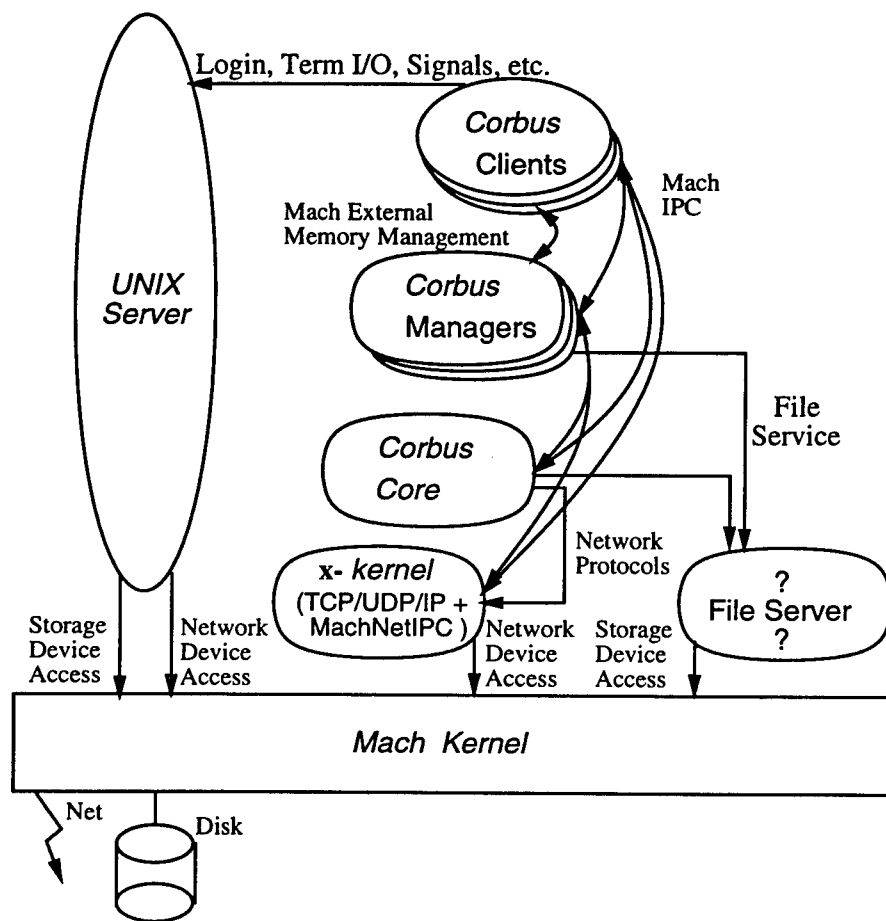 Login, Term I/O, Signals, etc.
Corbus
Clients
Mach
IPC
Mach External
Memory Management
UNIX
Server
Corbus
Managers
File
Service
Corbus
Core
Network
Protocols
x- kernel
(TCP/UDP/IP +
MachNetIPC )
?
File Server
?
Storage
Device
Access
Network
Device
Access
Network
Device
Access
Storage
Device
Access
Mach Kernel
Net
Disk